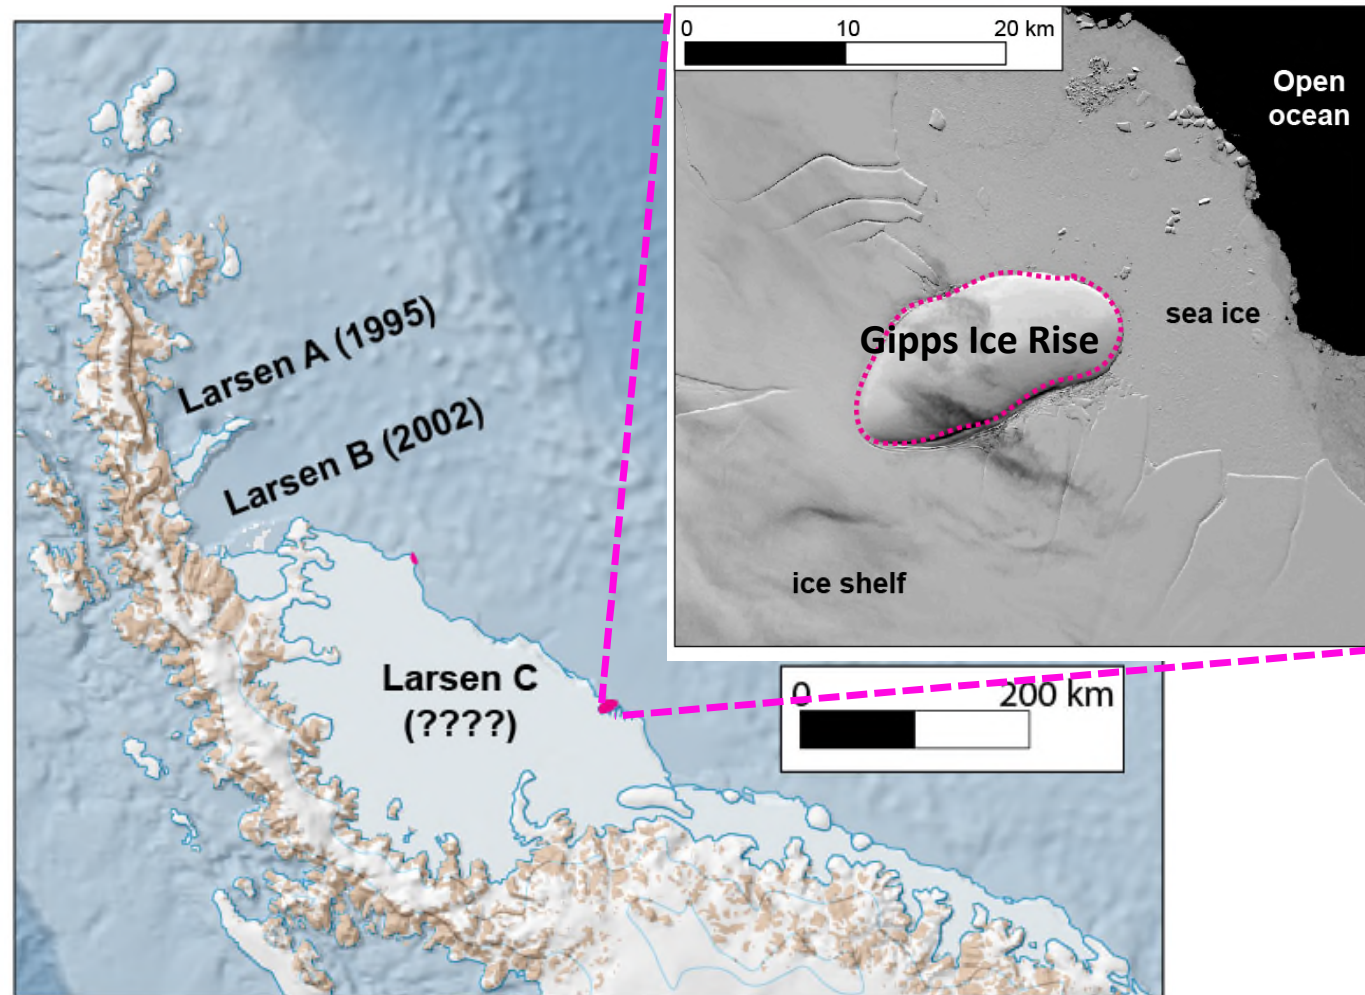 0 10 20 km
Open
ocean
sea ice
Gipps Ice Rise
ice shelf
Larsen A (1995)
Larsen B (2002)
Larsen C
(????)
0 200 km